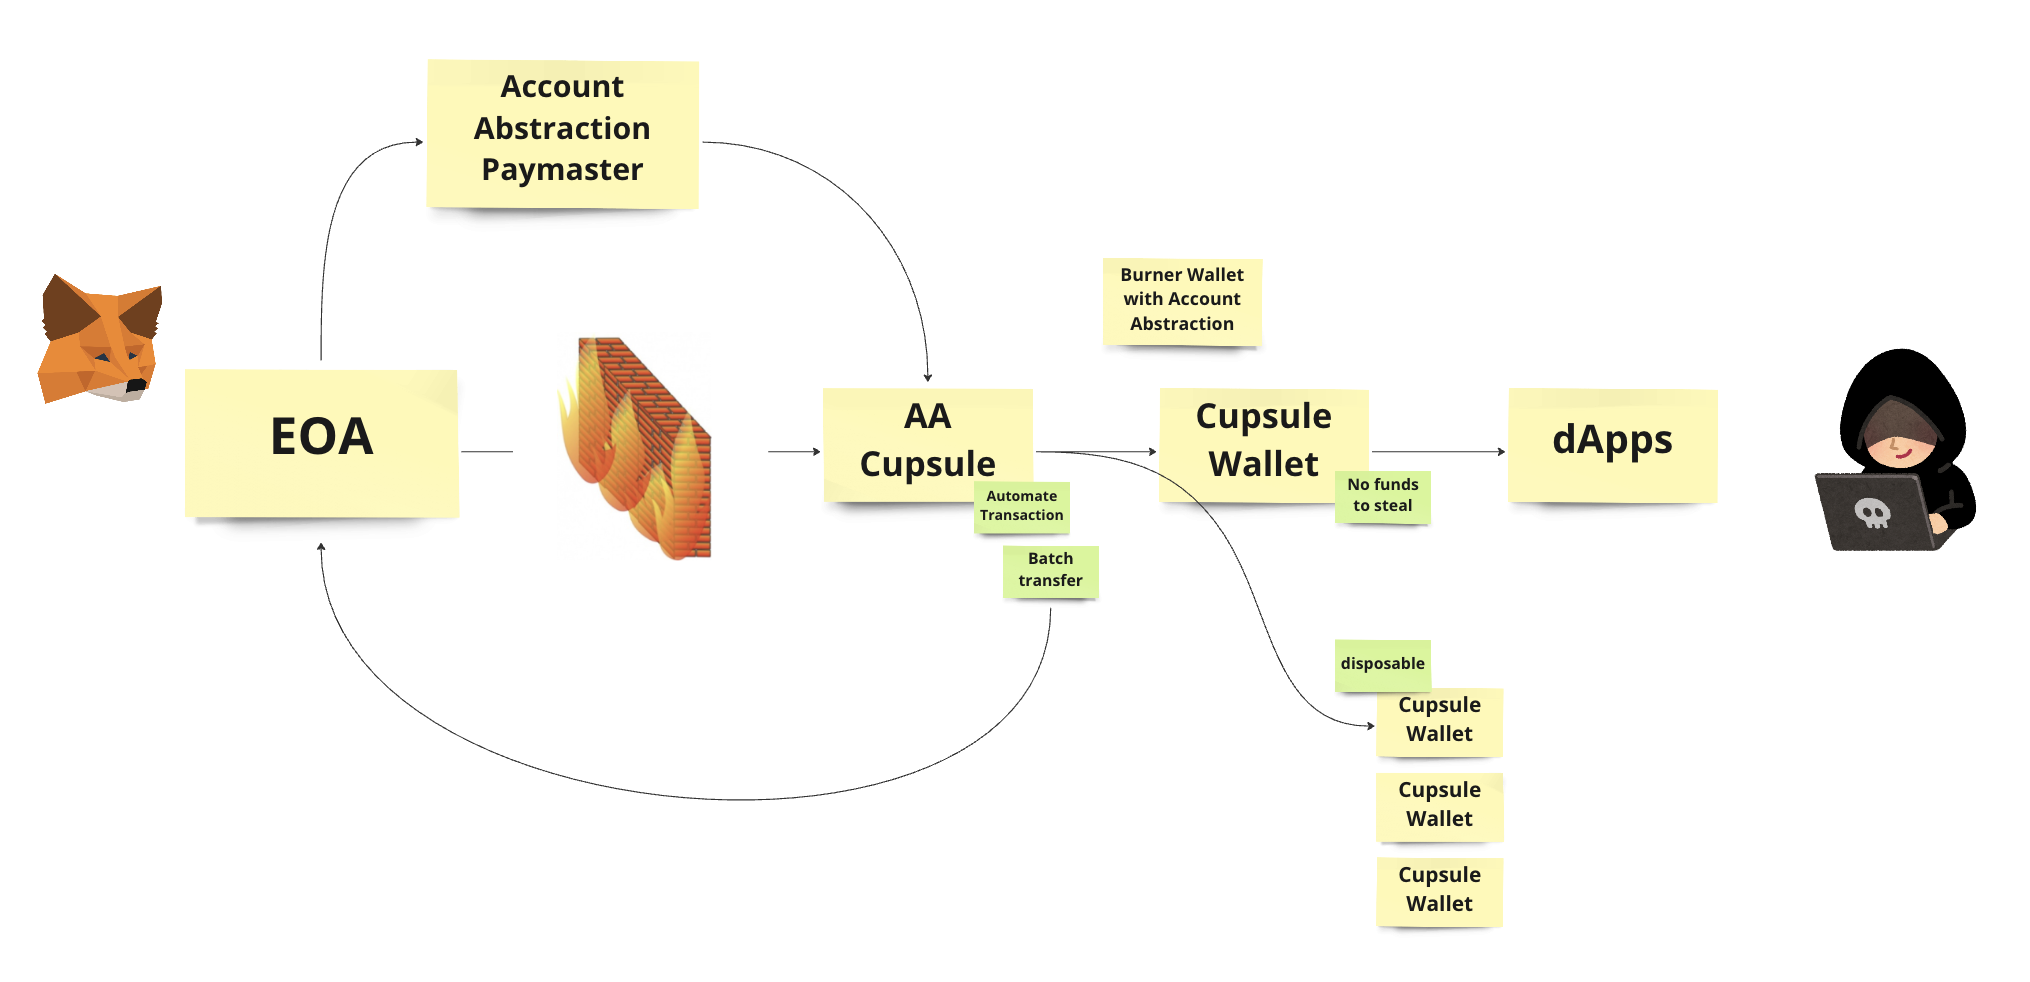 Account
Abstraction
Paymaster
Burner Wallet
with Account
Abstraction
EOA
AA
Cupsule
Automate
Transaction
Batch
transfer
Cupsule
Wallet
No funds
to steal
dApps
disposable
Cupsule
Wallet
Cupsule
Wallet
Cupsule
Wallet